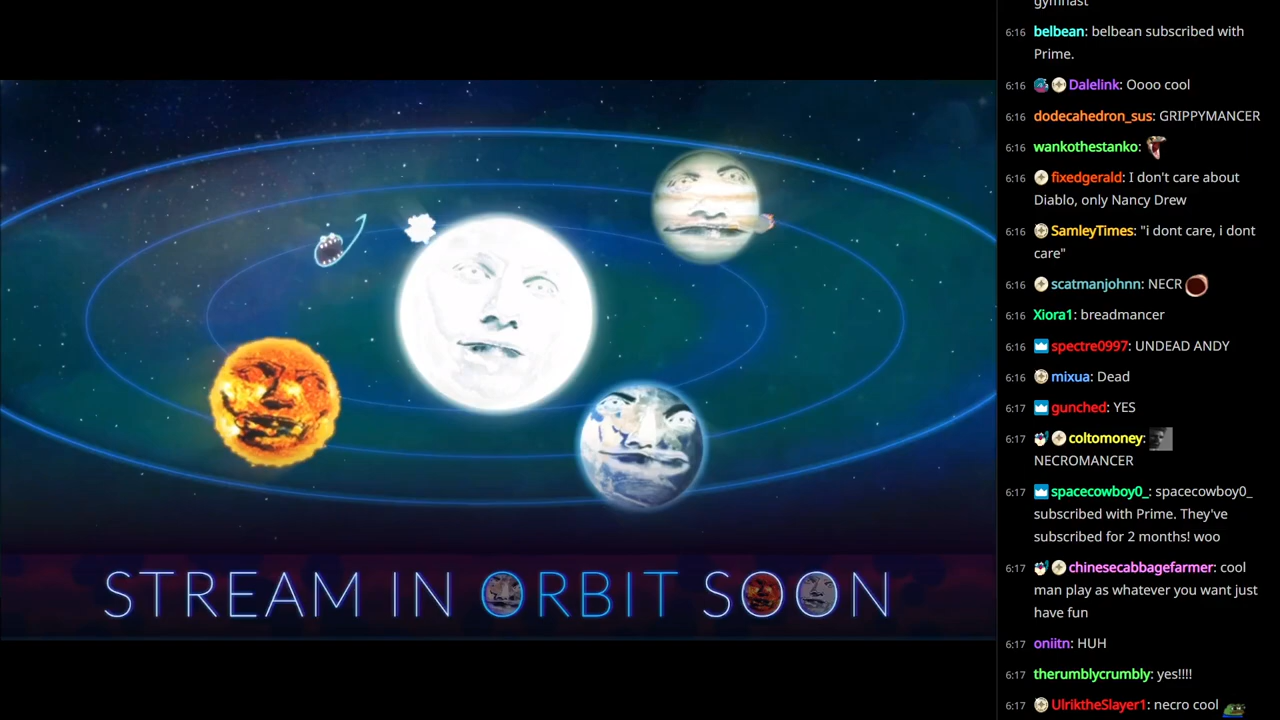 gymnast
6:16 belbean: belbean subscribed with
Prime.
6:16 Dalelink: Oooo cool
6:16 dodecahedron_sus: GRIPPYMANCER
6:16 wankothestanko:
6:16 fixedgerald: I don't care about
Diablo, only Nancy Drew
6:16 SamleyTimes: "i dont care, i dont
care"
6:16 scatmanjohnn: NECR
6:16 Xiora1: breadmancer
6:16 spectre0997: UNDEAD ANDY
6:16 mixua: Dead
6:17 gunched: YES
6:17 coltomoney:
NECROMANCER
6:17 spacecowboy0_: spacecowboy0_
subscribed with Prime. They've
subscribed for 2 months! woo
6:17 chinesecabbagefarmer: cool
man play as whatever you want just
have fun
6:17 oniitn: HUH
6:17 therumblycrumbly: yes!!!!
6:17 UlriktheSlayer1: necro cool
STREAM IN ORBIT SOON